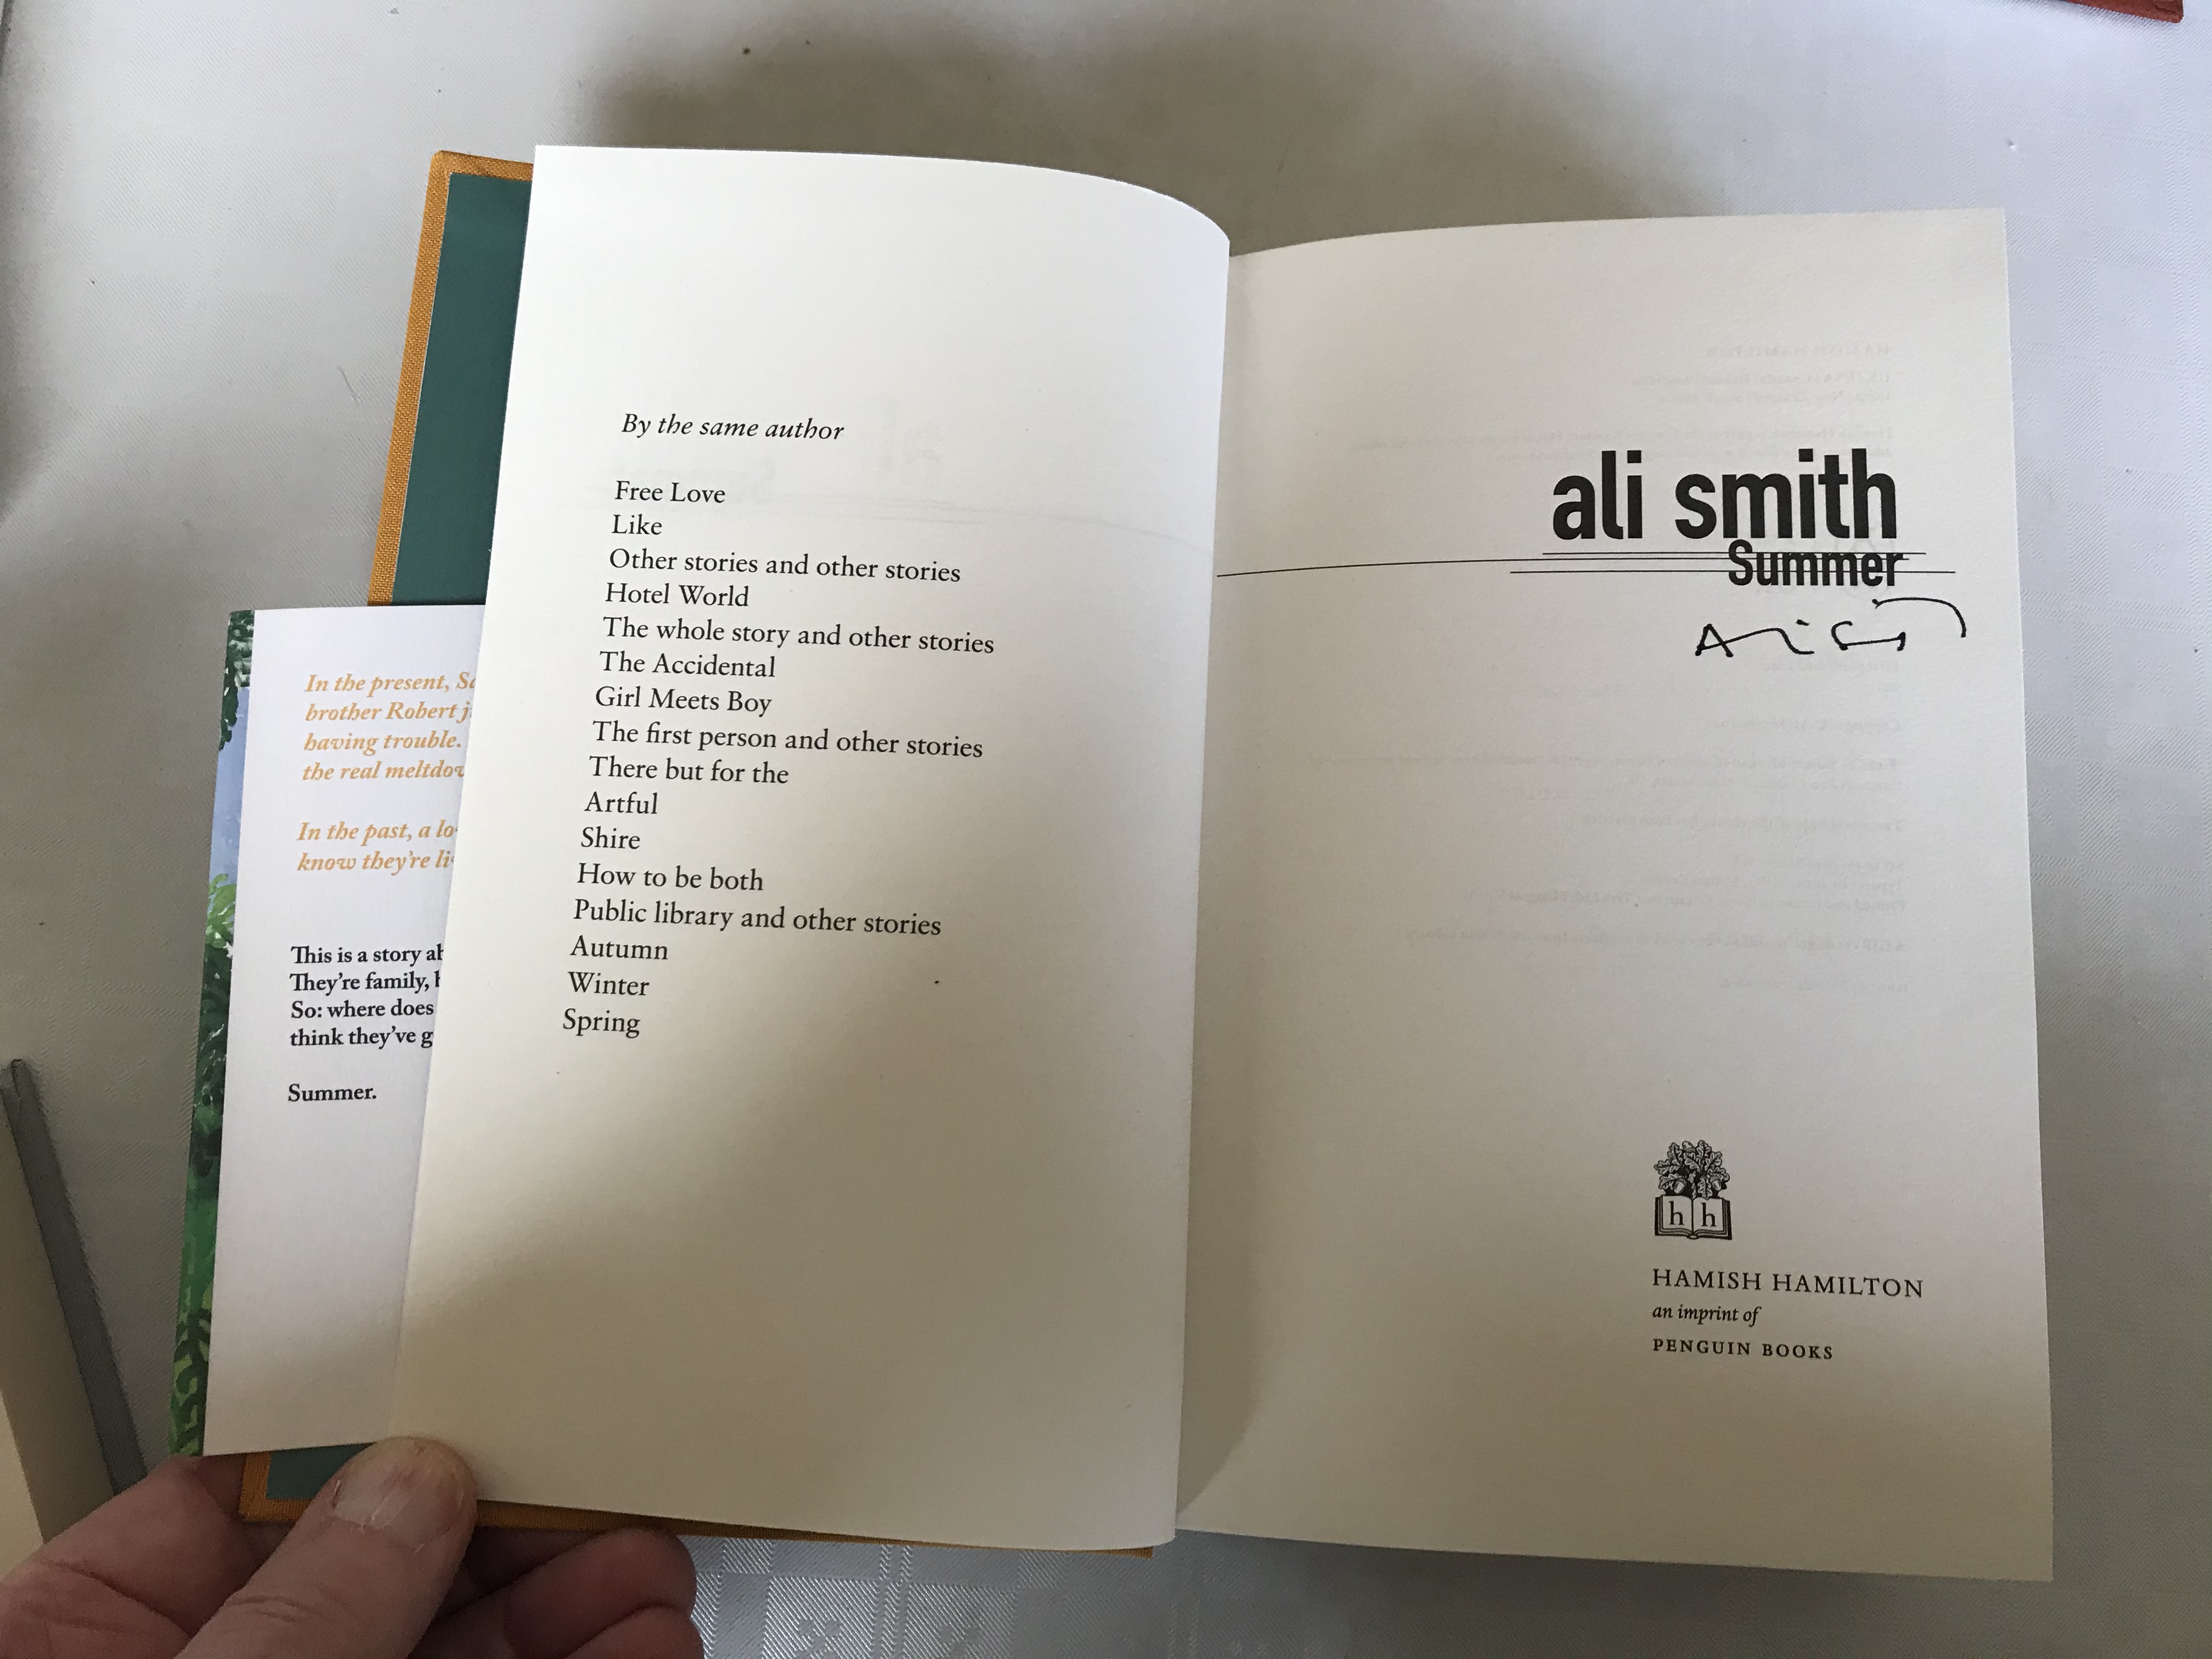 In the present, Sa
brother Robert j
having trouble.
the real meltdow
In the past, a lo
know they're li
This is a story ab
They're family, b
So: where does
think they've g
Summer.
By the same author
Free Love
Like
Other stories and other stories
Hotel World
The whole story and other stories
The Accidental
Girl Meets Boy
The first person and other stories
There but for the
Artful
Shire
How to be both
Public library and other stories
Autumn
Winter
Spring
ali smith
Summer
h h
HAMISH HAMILTON
an imprint of
PENGUIN BOOKS